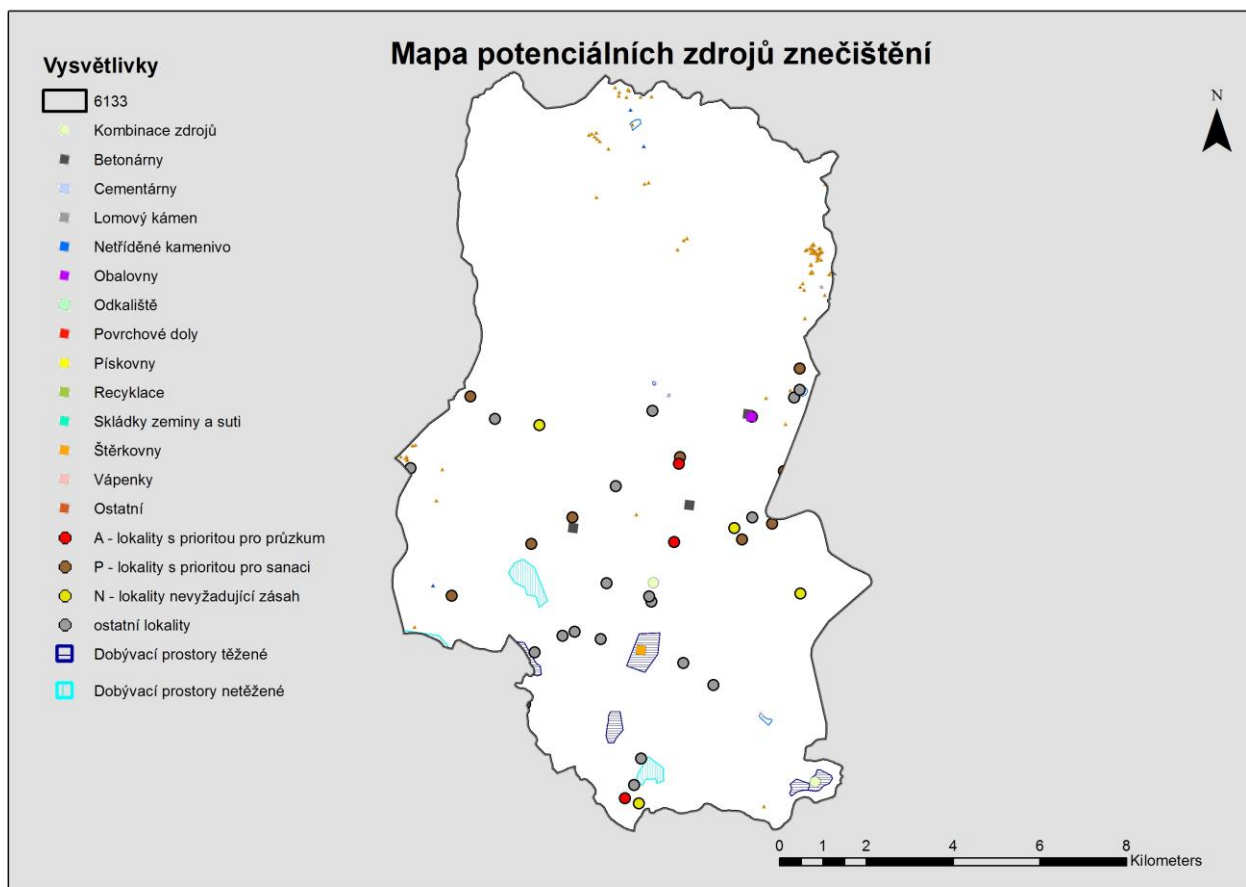 Mapa potenciálních zdrojů znečištění
Vysvětlivky
6133
Kombinace zdrojů
Betonárny
Cementárny
Lomový kámen
Netříděné kamenivo
Obalovny
Odkaliště
Povrchové doly
Pískovny
Recyklace
Skládky zeminy a suti
Štěrkovny
Vápenky
Ostatní
A - lokality s prioritou pro průzkum
P - lokality s prioritou pro sanaci
N - lokality nevyžadující zásah
ostatní lokality
Dobývací prostory těžené
Dobývací prostory netěžené
N
0 1 2 4 6 8
Kilometers